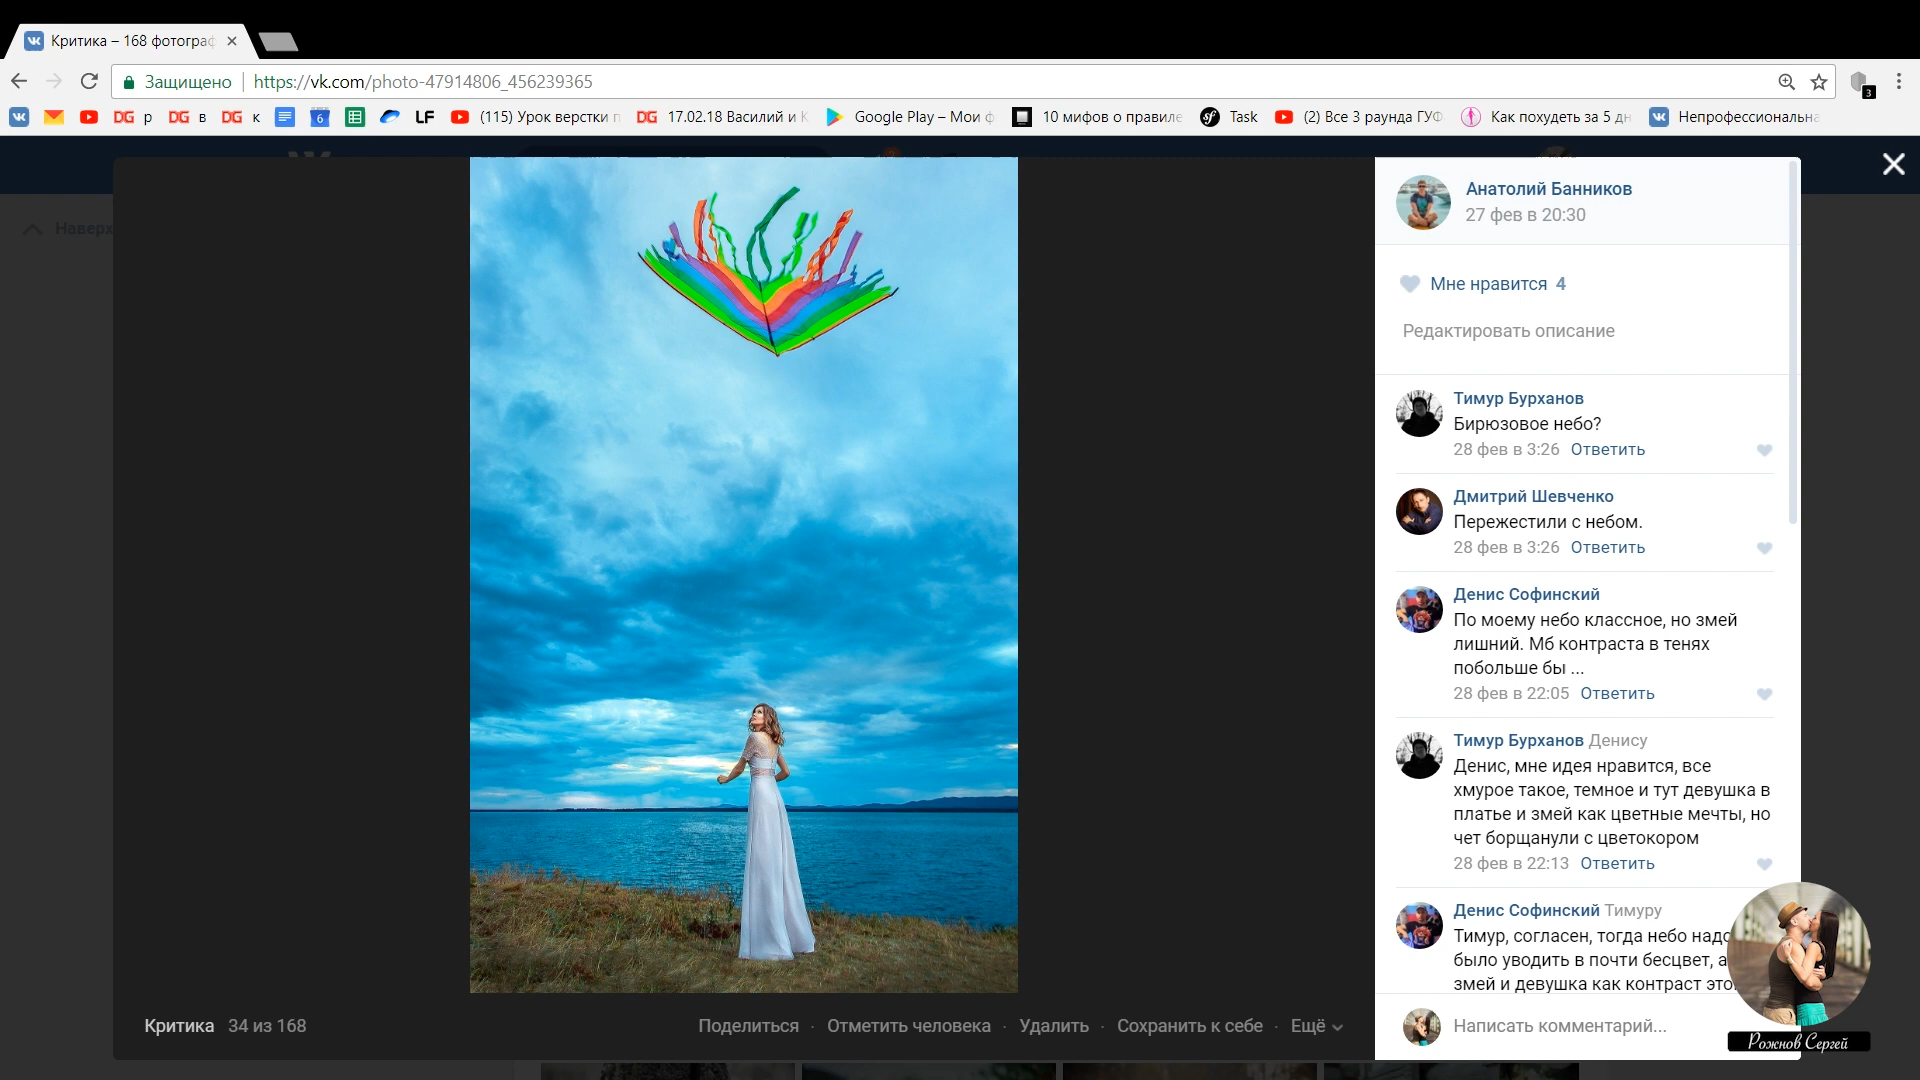 Критика – 168 фотограф
Защищено
https://vk.com/photo-47914806_456239365
3
DG р
DG в
DG к
6
LF
(115) Урок верстки п
DG 17.02.18 Василий и К
Google Play – Мои ф
10 мифов о правиле
Task
(2) Все 3 раунда ГУФ
Как похудеть за 5 дн
Непрофессиональна
Наверх
Анатолий Банников
27 фев в 20:30
Мне нравится 4
Редактировать описание
Тимур Бурханов
Бирюзовое небо?
28 фев в 3:26 Ответить
Дмитрий Шевченко
Пережестили с небом.
28 фев в 3:26 Ответить
Денис Софинский
По моему небо классное, но змей
лишний. Мб контраста в тенях
побольше бы ...
28 фев в 22:05 Ответить
Тимур Бурханов Денису
Денис, мне идея нравится, все
хмурое такое, темное и тут девушка в
платье и змей как цветные мечты, но
чет борщанули с цветокором
28 фев в 22:13 Ответить
Денис Софинский Тимуру
Тимур, согласен, тогда небо надо
было уводить в почти бесцвет, а
змей и девушка как контраст это
Написать комментарий...
Критика 34 из 168
Поделиться · Отметить человека · Удалить · Сохранить к себе · Ещё
Рожнов Сергей